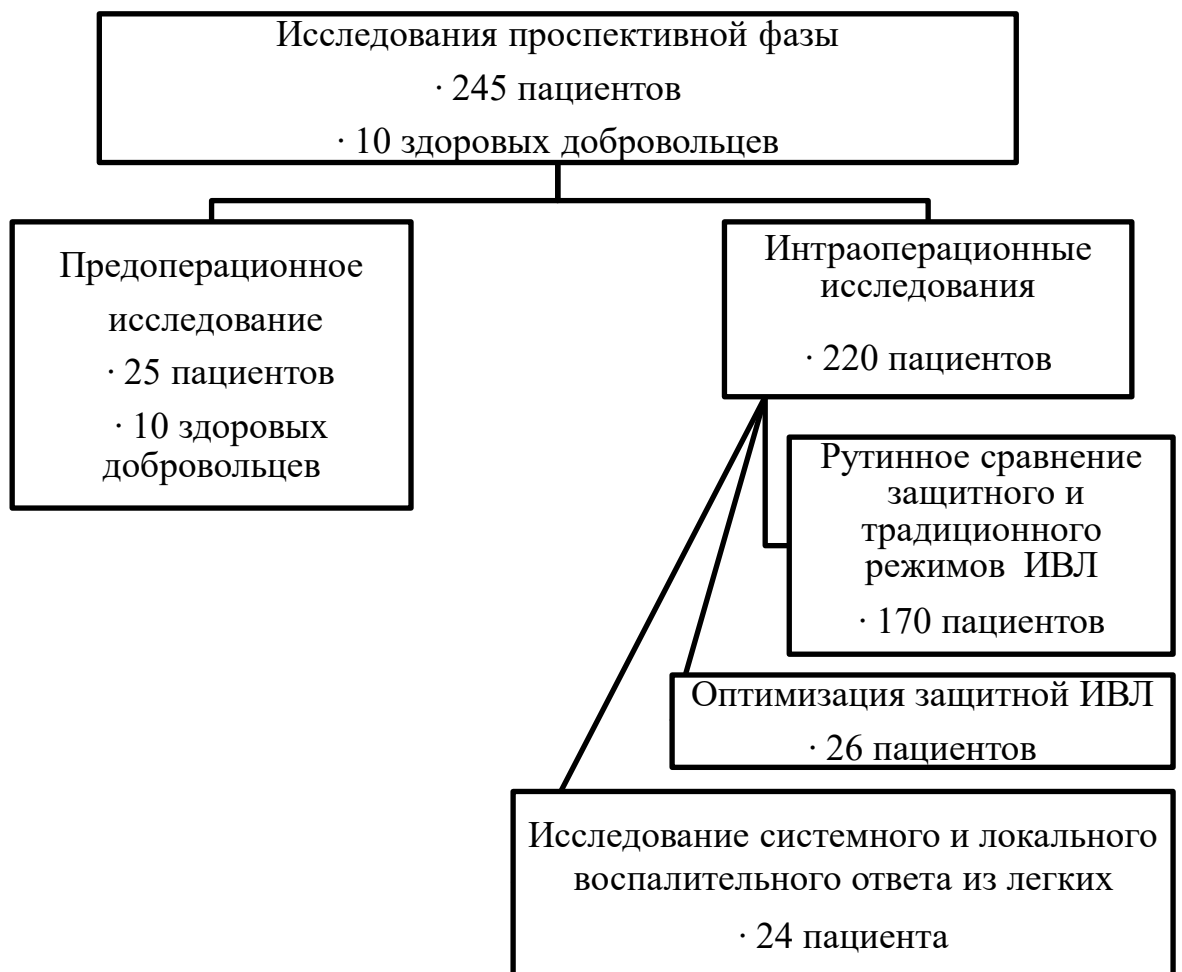 Исследования проспективной фазы
· 245 пациентов
· 10 здоровых добровольцев
Предоперационное
исследование
· 25 пациентов
· 10 здоровых
добровольцев
Интраоперационные
исследования
· 220 пациентов
Рутинное сравнение
защитного и
традиционного
режимов ИВЛ
· 170 пациентов
Оптимизация защитной ИВЛ
· 26 пациентов
Исследование системного и локального
воспалительного ответа из легких
· 24 пациента